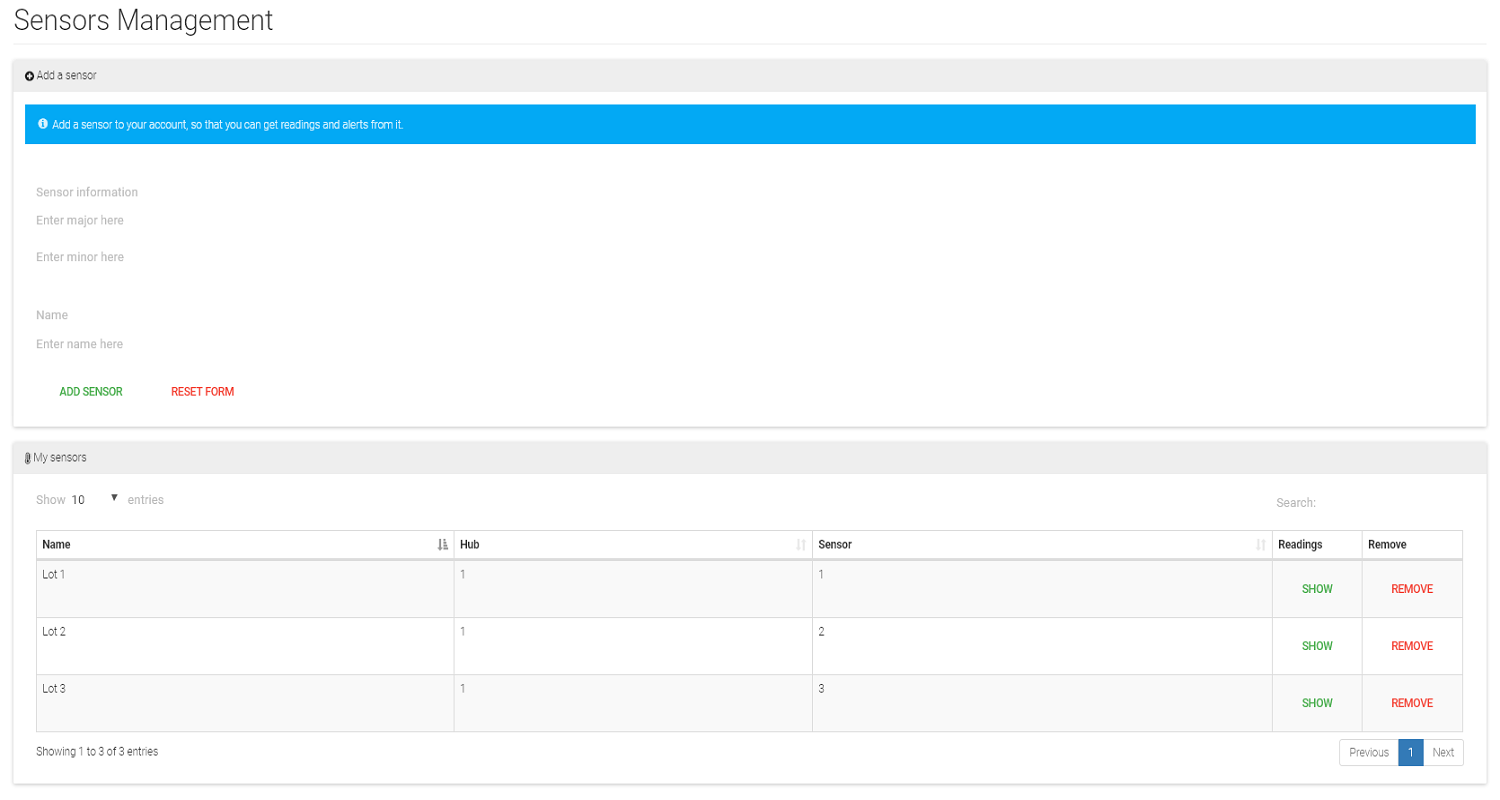 Sensors Management
Add a sensor
Add a sensor to your account, so that you can get readings and alerts from it.
Sensor information
Enter major here
Enter minor here
Name
Enter name here
ADD SENSOR RESET FORM
My sensors
Show 10 entries Search:
Name Hub Sensor Readings Remove
Lot 1 1 1 SHOW REMOVE
Lot 2 1 2 SHOW REMOVE
Lot 3 1 3 SHOW REMOVE
Showing 1 to 3 of 3 entries Previous 1 Next